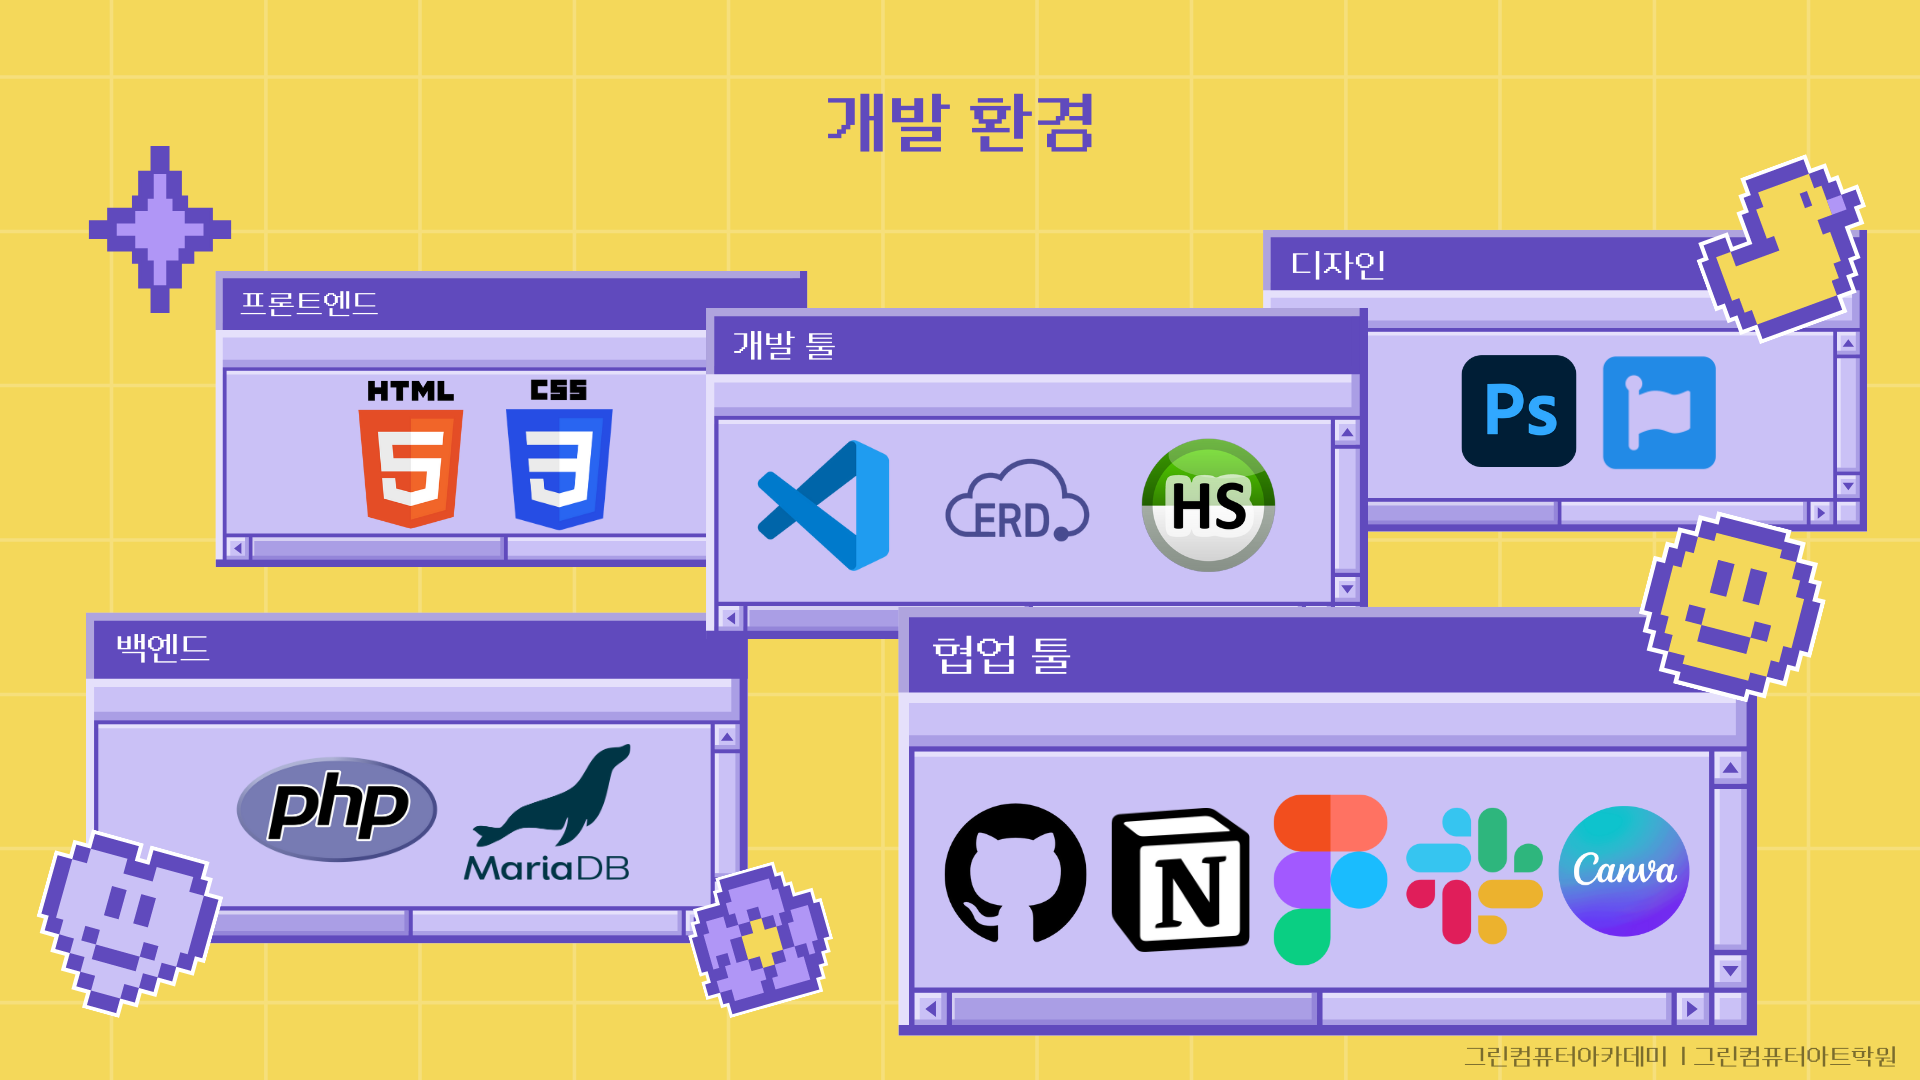 개발 환경
프론트엔드
HTML
CSS
개발 툴
ERD
HS
디자인
Ps
백엔드
php
MariaDB
협업 툴
N
Canva
그린컴퓨터아카데미 | 그린컴퓨터아트학원